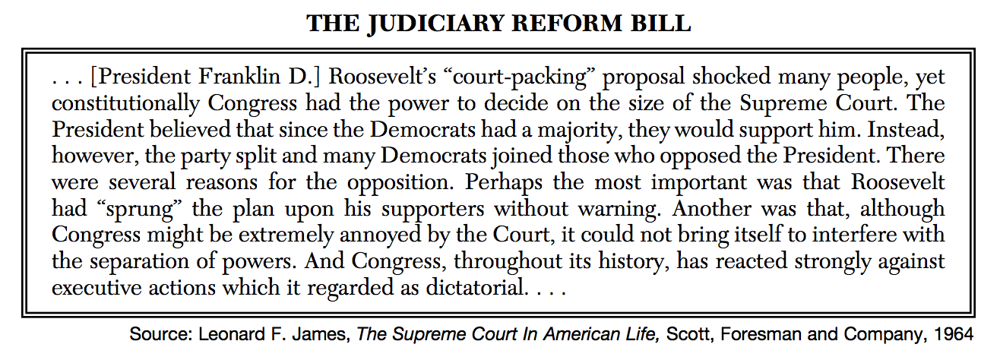 THE JUDICIARY REFORM BILL
. . . [President Franklin D.] Roosevelt’s “court-packing” proposal shocked many people, yet
constitutionally Congress had the power to decide on the size of the Supreme Court. The
President believed that since the Democrats had a majority, they would support him. Instead,
however, the party split and many Democrats joined those who opposed the President. There
were several reasons for the opposition. Perhaps the most important was that Roosevelt
had “sprung” the plan upon his supporters without warning. Another was that, although
Congress might be extremely annoyed by the Court, it could not bring itself to interfere with
the separation of powers. And Congress, throughout its history, has reacted strongly against
executive actions which it regarded as dictatorial. . . .
Source: Leonard F. James, The Supreme Court In American Life, Scott, Foresman and Company, 1964